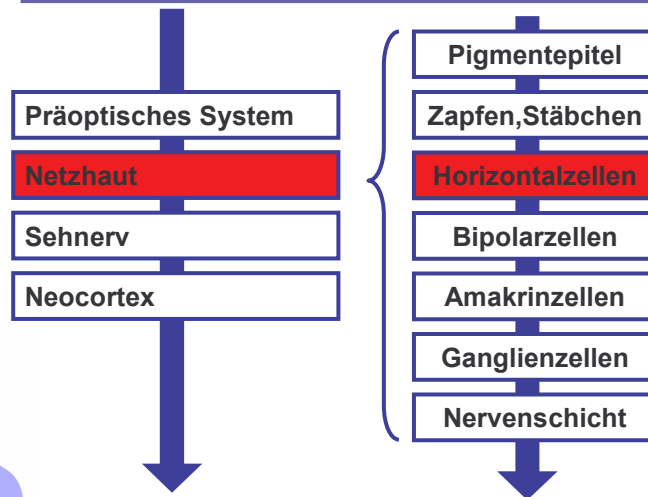 Präoptisches System
Netzhaut
Sehnerv
Neocortex
Pigmentepitel
Zapfen,Stäbchen
Horizontalzellen
Bipolarzellen
Amakrinzellen
Ganglienzellen
Nervenschicht